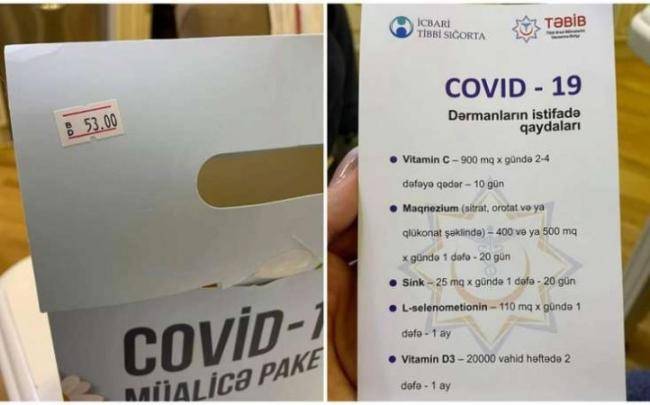 B 53.00
D
COVİD-1
MÜALİCƏ PAKE
İCBARİ
TİBBİ SIĞORTA
TƏBİB
COVID - 19
Dərmanların istifadə
qaydaları
Vitamin C – 900 mq x gündə 2-4
dəfəyə qədər – 10 gün
Maqnezium (sitrat, orotat və ya
qlükonat şəklində) – 400 və ya 500 mq
x gündə 1 dəfə - 20 gün
Sink – 25 mq x gündə 1 dəfə - 20 gün
L-selenometionin – 110 mq x gündə 1
dəfə - 1 ay
Vitamin D3 – 20000 vahid həftədə 2
dəfə - 1 ay